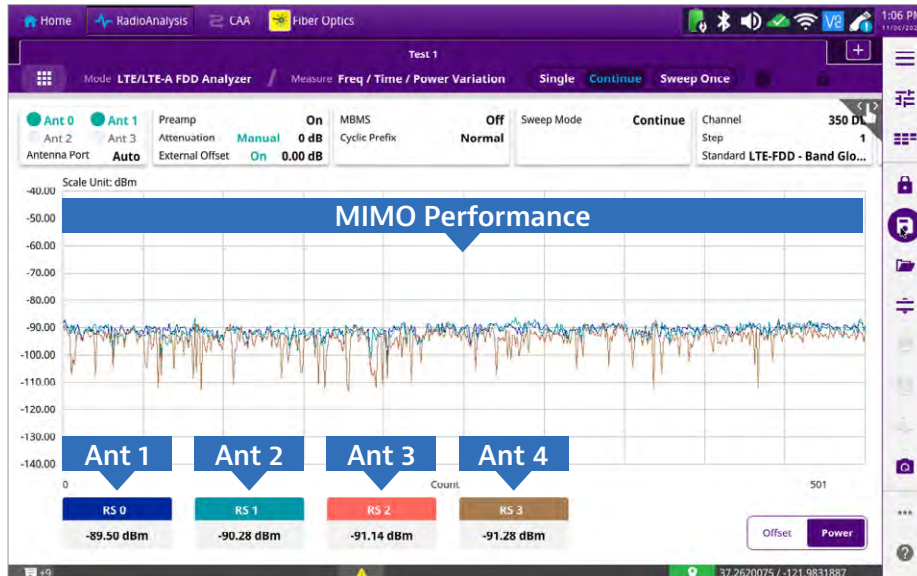 Home RadioAnalysis CAA Fiber Optics V2 1:06 PM
Test 1 +
Mode LTE/LTE-A FDD Analyzer / Measure Freq / Time / Power Variation Single Continue Sweep Once
Ant 0 Ant 1 Preamp On MBMS Off Sweep Mode Continue Channel 350 DL
Ant 2 Ant 3 Attenuation Manual 0 dB Cyclic Prefix Normal Step 1
Antenna Port Auto External Offset On 0.00 dB Standard LTE-FDD - Band Glo...
Scale Unit: dBm
-40.00
-50.00
MIMO Performance
-60.00
-70.00
-80.00
-90.00
-100.00
-110.00
-120.00
-130.00
-140.00
Ant 1 Ant 2 Ant 3 Ant 4
0 Count 501
RS 0 RS 1 RS 2 RS 3
-89.50 dBm -90.28 dBm -91.14 dBm -91.28 dBm
Offset Power
+9 37.2620075 / -121.9831887